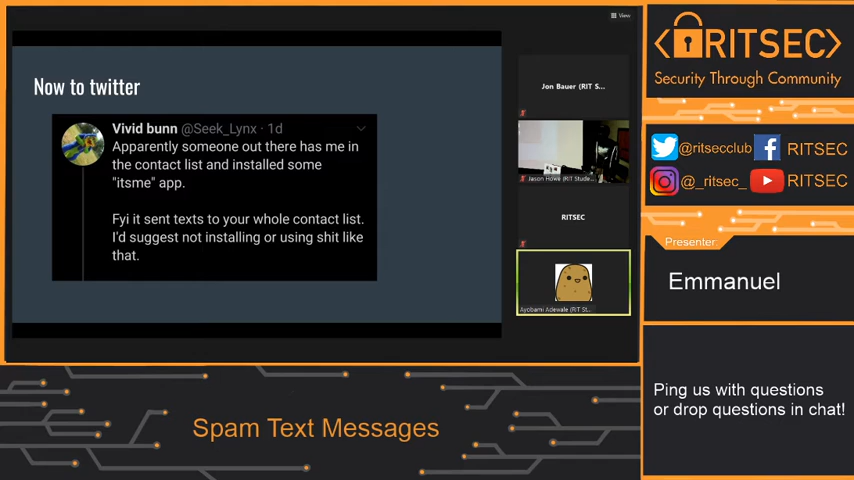 View
Now to twitter
Vivid bunn @Seek_Lynx · 1d
Apparently someone out there has me in
the contact list and installed some
"itsme" app.
Fyi it sent texts to your whole contact list.
I'd suggest not installing or using shit like
that.
Jon Bauer (RIT S...
Jason Howe (RIT Stude...
RITSEC
Ayobami Adewale (RIT St...
<RITSEC>
Security Through Community
@ritsecclub
RITSEC
@_ritsec_
RITSEC
Presenter:
Emmanuel
Ping us with questions
or drop questions in chat!
Spam Text Messages